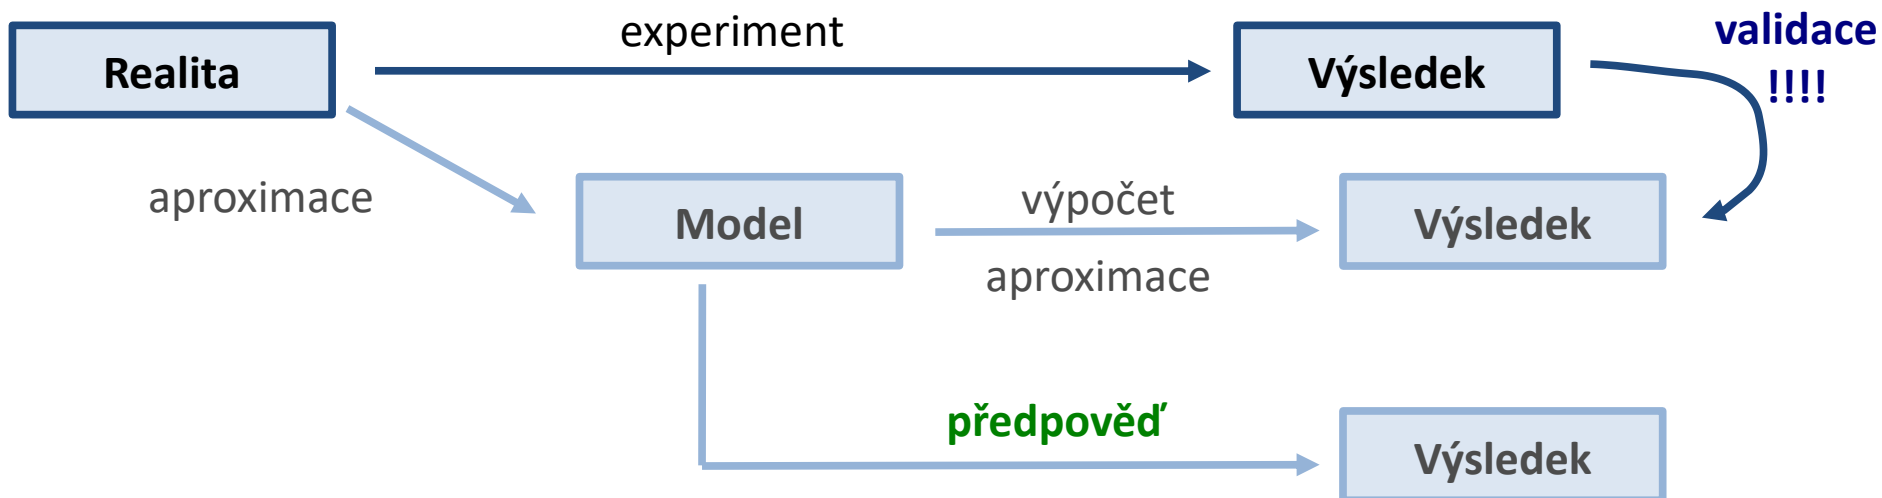 experiment
validace
!!!!
Realita
Výsledek
aproximace
Model
výpočet
aproximace
Výsledek
předpověď
Výsledek